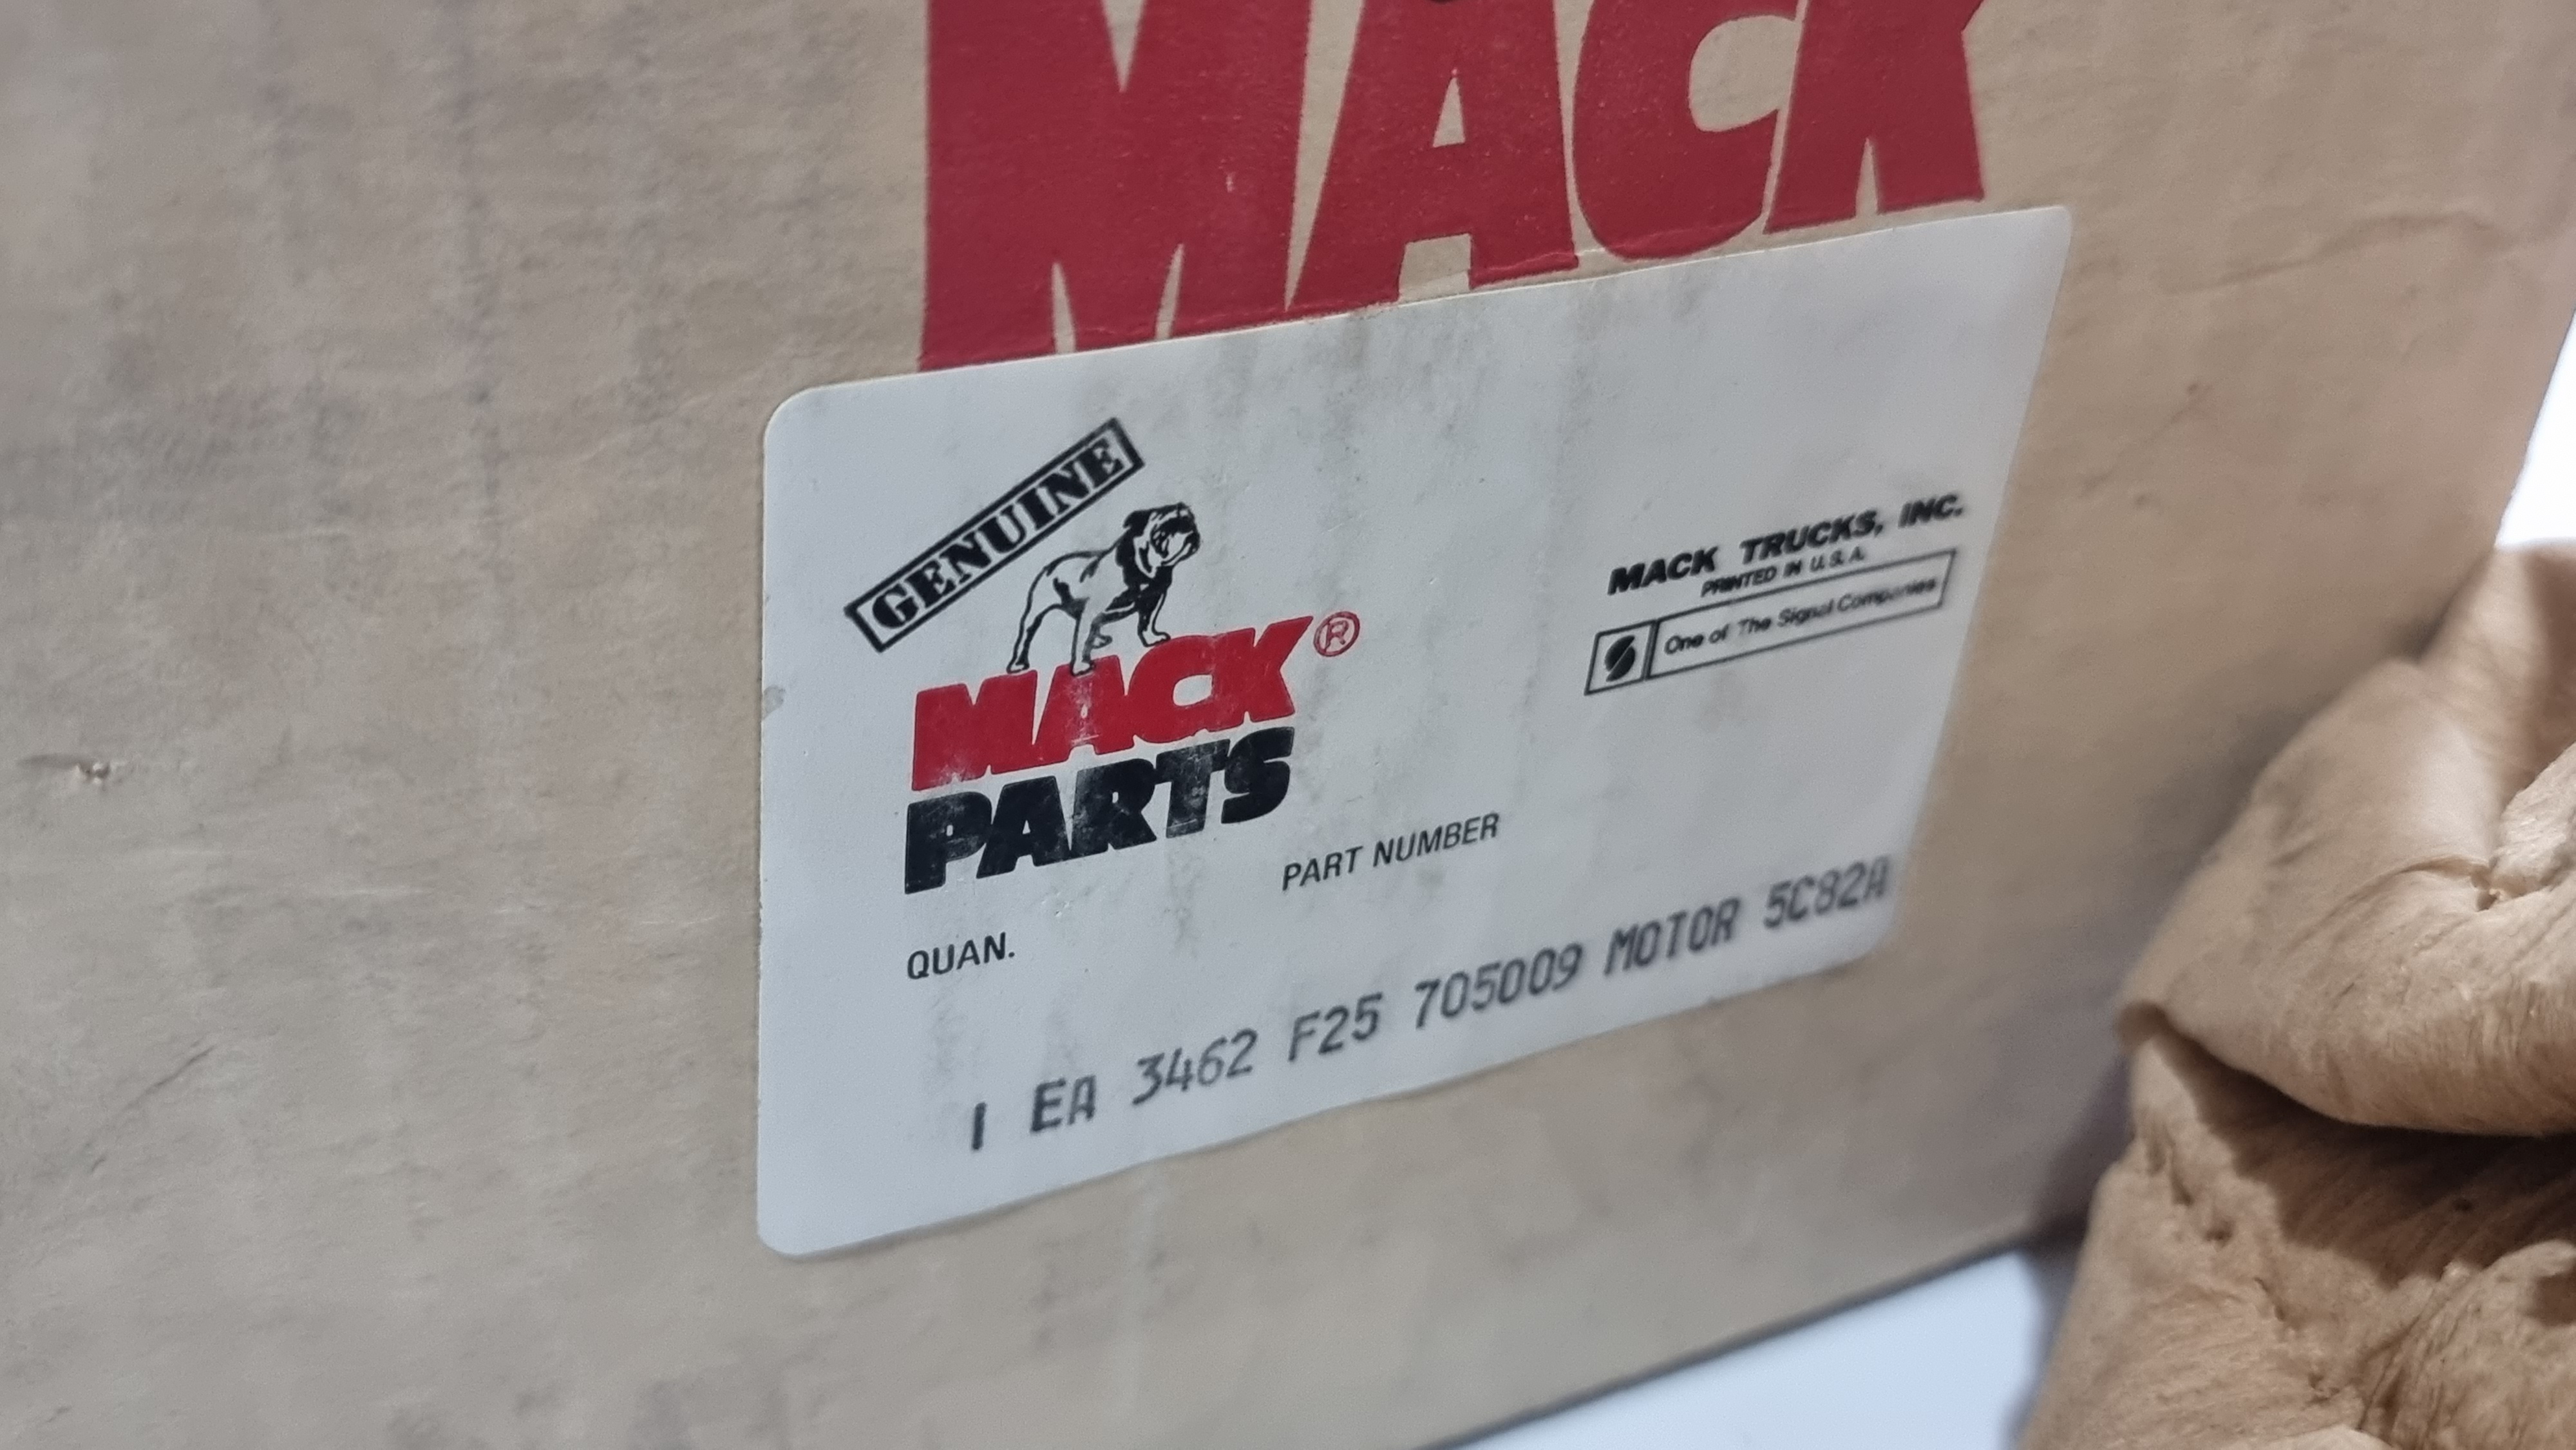 MACK
GENUINE
MACK®
PARTS
MACK TRUCKS, INC.
PRINTED IN U.S.A.
One of The Signal Companies
PART NUMBER
QUAN.
1 EA 3462 F25 705009 MOTOR 5C82A